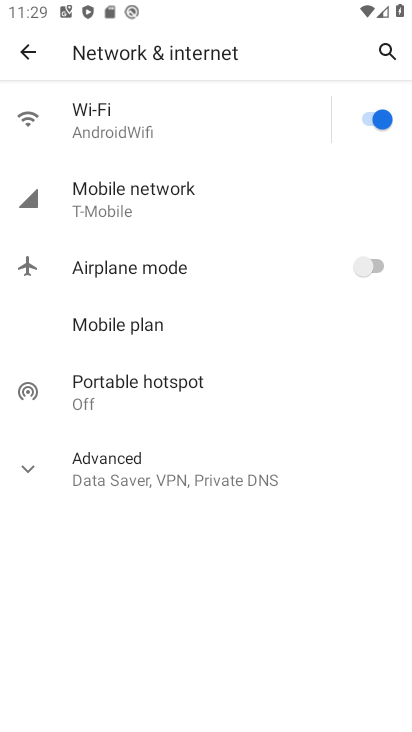 11:29
Network & internet
Wi-Fi
AndroidWifi
Mobile network
T-Mobile
Airplane mode
Mobile plan
Portable hotspot
Off
Advanced
Data Saver, VPN, Private DNS